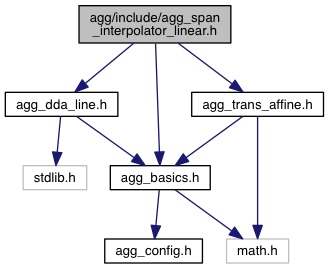 agg/include/agg_span
_interpolator_linear.h
agg_dda_line.h
agg_trans_affine.h
stdlib.h
agg_basics.h
agg_config.h
math.h